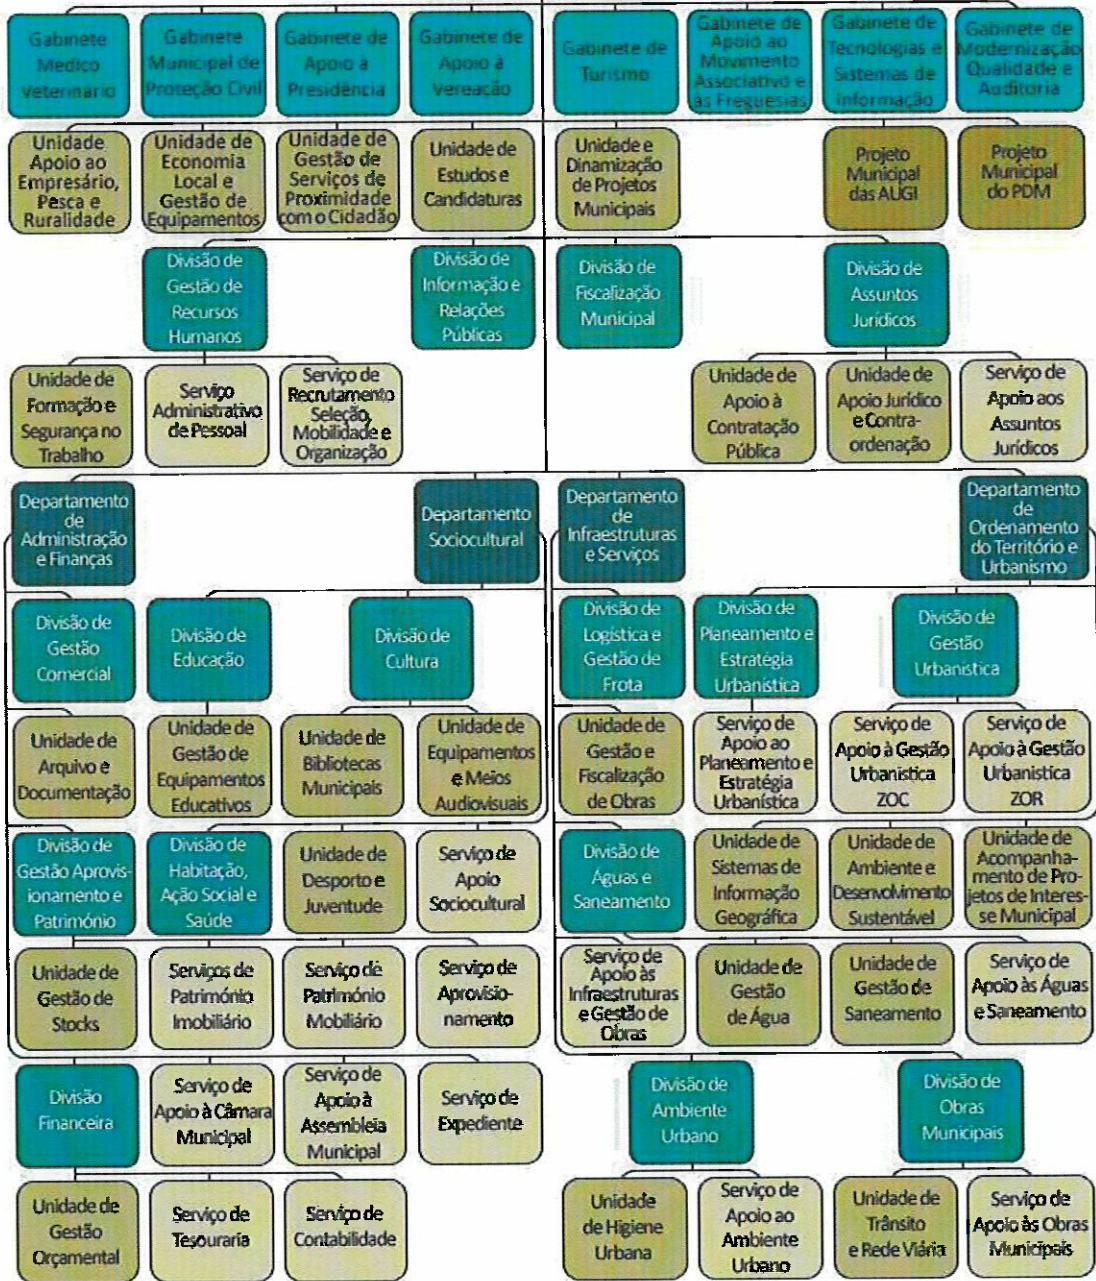 Gabinete
Medico
Veterinário
Gabinete
Municipal de
Proteção Civil
Gabinete de
Apoio à
Presidência
Gabinete de
Apoio à
Vereação
Gabinete de
Turismo
Gabinete de
Apoio ao
Movimento
Associativo e
às Freguesias
Gabinete de
Tecnologias e
Sistemas de
Informação
Gabinete de
Modernização
Qualidade e
Auditoria
Unidade
Apoio ao
Empresário,
Pesca e
Ruralidade
Unidade de
Economia
Local e
Gestão de
Equipamentos
Unidade de
Gestão de
Serviços de
Proximidade
com o Cidadão
Unidade de
Estudos e
Candidaturas
Unidade e
Dinamização
de Projetos
Municipais
Projeto
Municipal
das AUGI
Projeto
Municipal
do PDM
Divisão de
Gestão de
Recursos
Humanos
Divisão de
Informação e
Relações
Públicas
Divisão de
Fiscalização
Municipal
Divisão de
Assuntos
Jurídicos
Unidade de
Formação e
Segurança no
Trabalho
Serviço
Administrativo
de Pessoal
Serviço de
Recrutamento
Seleção,
Mobilidade e
Organização
Unidade de
Apoio à
Contratação
Pública
Unidade de
Apoio Jurídico
e Contra-
ordenação
Serviço de
Apoio aos
Assuntos
Jurídicos
Departamento
de
Administração
e Finanças
Departamento
Sociocultural
Departamento
de
Infraestruturas
e Serviços
Departamento
de
Ordenamento
do Território e
Urbanismo
Divisão de
Gestão
Comercial
Divisão de
Educação
Divisão de
Cultura
Divisão de
Logística e
Gestão de
Frota
Divisão de
Planeamento e
Estratégia
Urbanística
Divisão de
Gestão
Urbanística
Unidade de
Arquivo e
Documentação
Unidade de
Gestão de
Equipamentos
Educativos
Unidade de
Bibliotecas
Municipais
Unidade de
Equipamentos
e Meios
Audiovisuais
Unidade de
Gestão e
Fiscalização
de Obras
Serviço de
Apoio ao
Planeamento e
Estratégia
Urbanística
Serviço de
Apoio à Gestão
Urbanistica
ZOC
Serviço de
Apoio à Gestão
Urbanistica
ZOR
Divisão de
Gestão Aprovis-
ionamento e
Património
Divisão de
Habitação,
Ação Social e
Saúde
Unidade de
Desporto e
Juventude
Serviço de
Apoio
Sociocultural
Divisão de
Águas e
Saneamento
Unidade de
Sistemas de
Informação
Geográfica
Unidade de
Ambiente e
Desenvolvimento
Sustentável
Unidade de
Acompanha-
mento de Pro-
jetos de Interes-
se Municipal
Unidade de
Gestão de
Stocks
Serviços de
Património
Imobiliário
Serviço de
Património
Mobiliário
Serviço de
Aprovisio-
namento
Serviço de
Apoio às
Infraestruturas
e Gestão de
Obras
Unidade de
Gestão
de Água
Unidade de
Gestão de
Saneamento
Serviço de
Apoio às Águas
e Saneamento
Divisão
Financeira
Serviço de
Apoio à Câmara
Municipal
Serviço de
Apoio à
Assembleia
Municipal
Serviço de
Expediente
Divisão de
Ambiente
Urbano
Divisão de
Obras
Municipais
Unidade de
Gestão
Orçamental
Serviço de
Tesouraria
Serviço de
Contabilidade
Unidade
de Higiene
Urbana
Serviço de
Apoio ao
Ambiente
Urbano
Unidade de
Trânsito
e Rede Viária
Serviço de
Apoio às Obras
Municipais